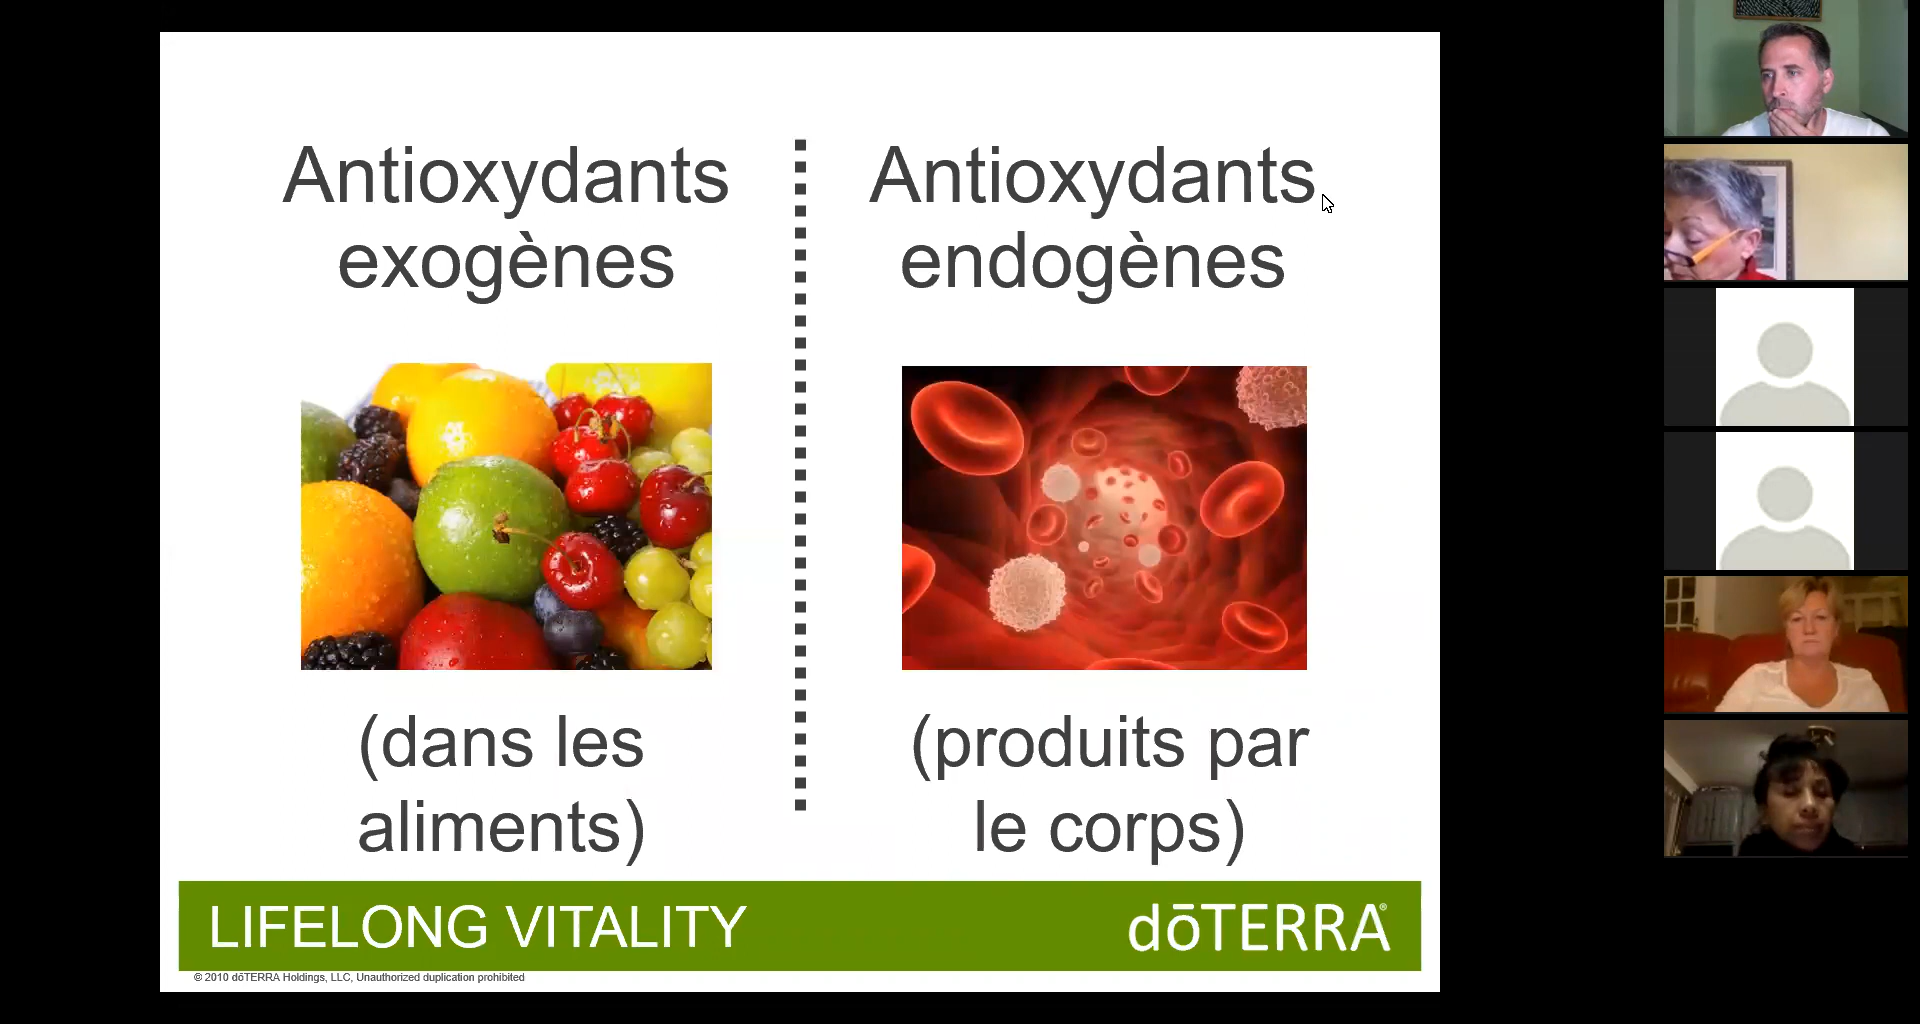 Antioxydants
exogènes
(dans les
aliments)
Antioxydants
endogènes
(produits par
le corps)
LIFELONG VITALITY
dōTERRA®
© 2010 dōTERRA Holdings, LLC, Unauthorized duplication prohibited